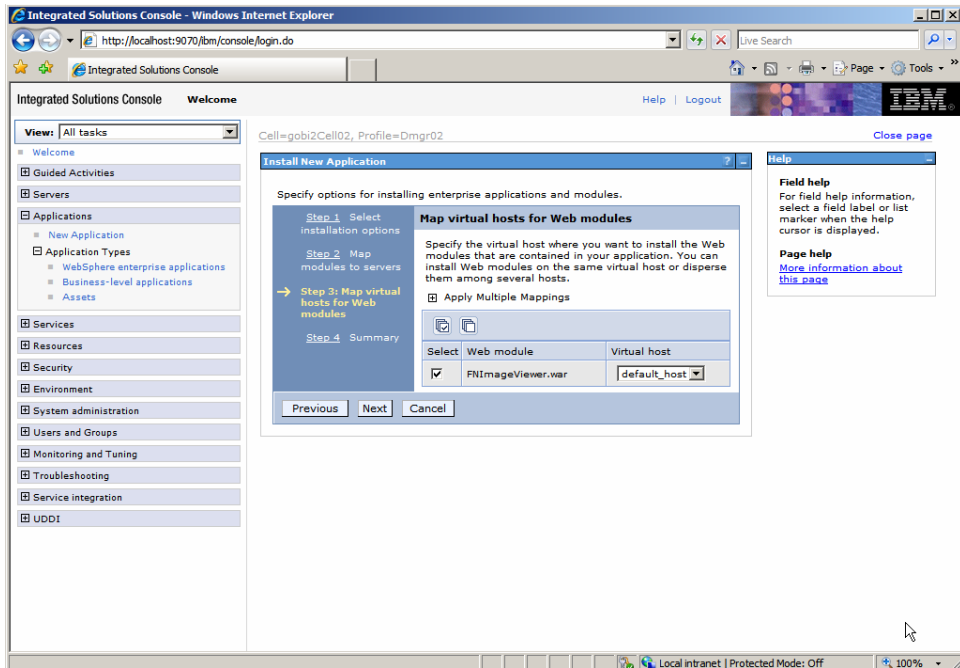 Integrated Solutions Console - Windows Internet Explorer
http://localhost:9070/ibm/console/login.do
Live Search
Integrated Solutions Console
Page
Tools
»
Integrated Solutions Console Welcome
Help | Logout
IBM.
View: All tasks
Welcome
Guided Activities
Servers
Applications
New Application
Application Types
WebSphere enterprise applications
Business-level applications
Assets
Services
Resources
Security
Environment
System administration
Users and Groups
Monitoring and Tuning
Troubleshooting
Service integration
UDDI
Cell=gobi2Cell02, Profile=Dmgr02
Close page
Install New Application
?
Specify options for installing enterprise applications and modules.
Step 1 Select
installation options
Step 2 Map
modules to servers
Step 3: Map virtual
hosts for Web
modules
Step 4 Summary
Map virtual hosts for Web modules
Specify the virtual host where you want to install the Web
modules that are contained in your application. You can
install Web modules on the same virtual host or disperse
them among several hosts.
Apply Multiple Mappings
Select Web module Virtual host
FNImageViewer.war default_host
Previous Next Cancel
Help
Field help
For field help information,
select a field label or list
marker when the help
cursor is displayed.
Page help
More information about
this page
Local intranet | Protected Mode: Off
100%